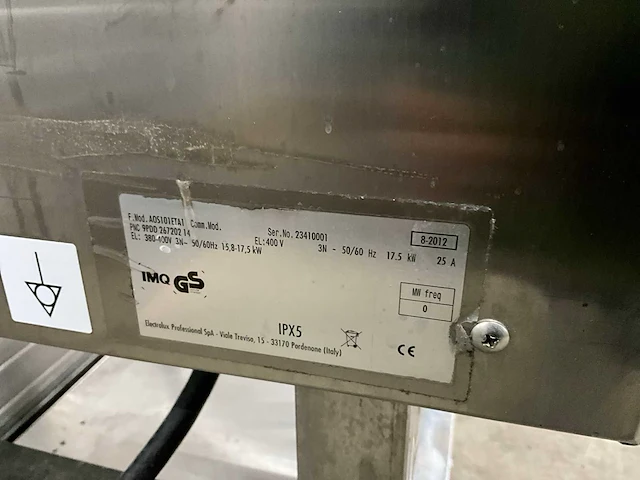 F.Mod. AOS101ETA1 Comm.Mod. Ser.No. 23410001 8-2012
PNC 9PDD 267202 14
EL: 380-400V 3N~ 50/60Hz 15,8-17,5 kW EL: 400 V 3N ~ 50/60 Hz 17.5 kW 25 A
IMQ GS
MW freq
0
IPX5
Electrolux Professional SpA - Viale Treviso, 15 - 33170 Pordenone (Italy)
CE